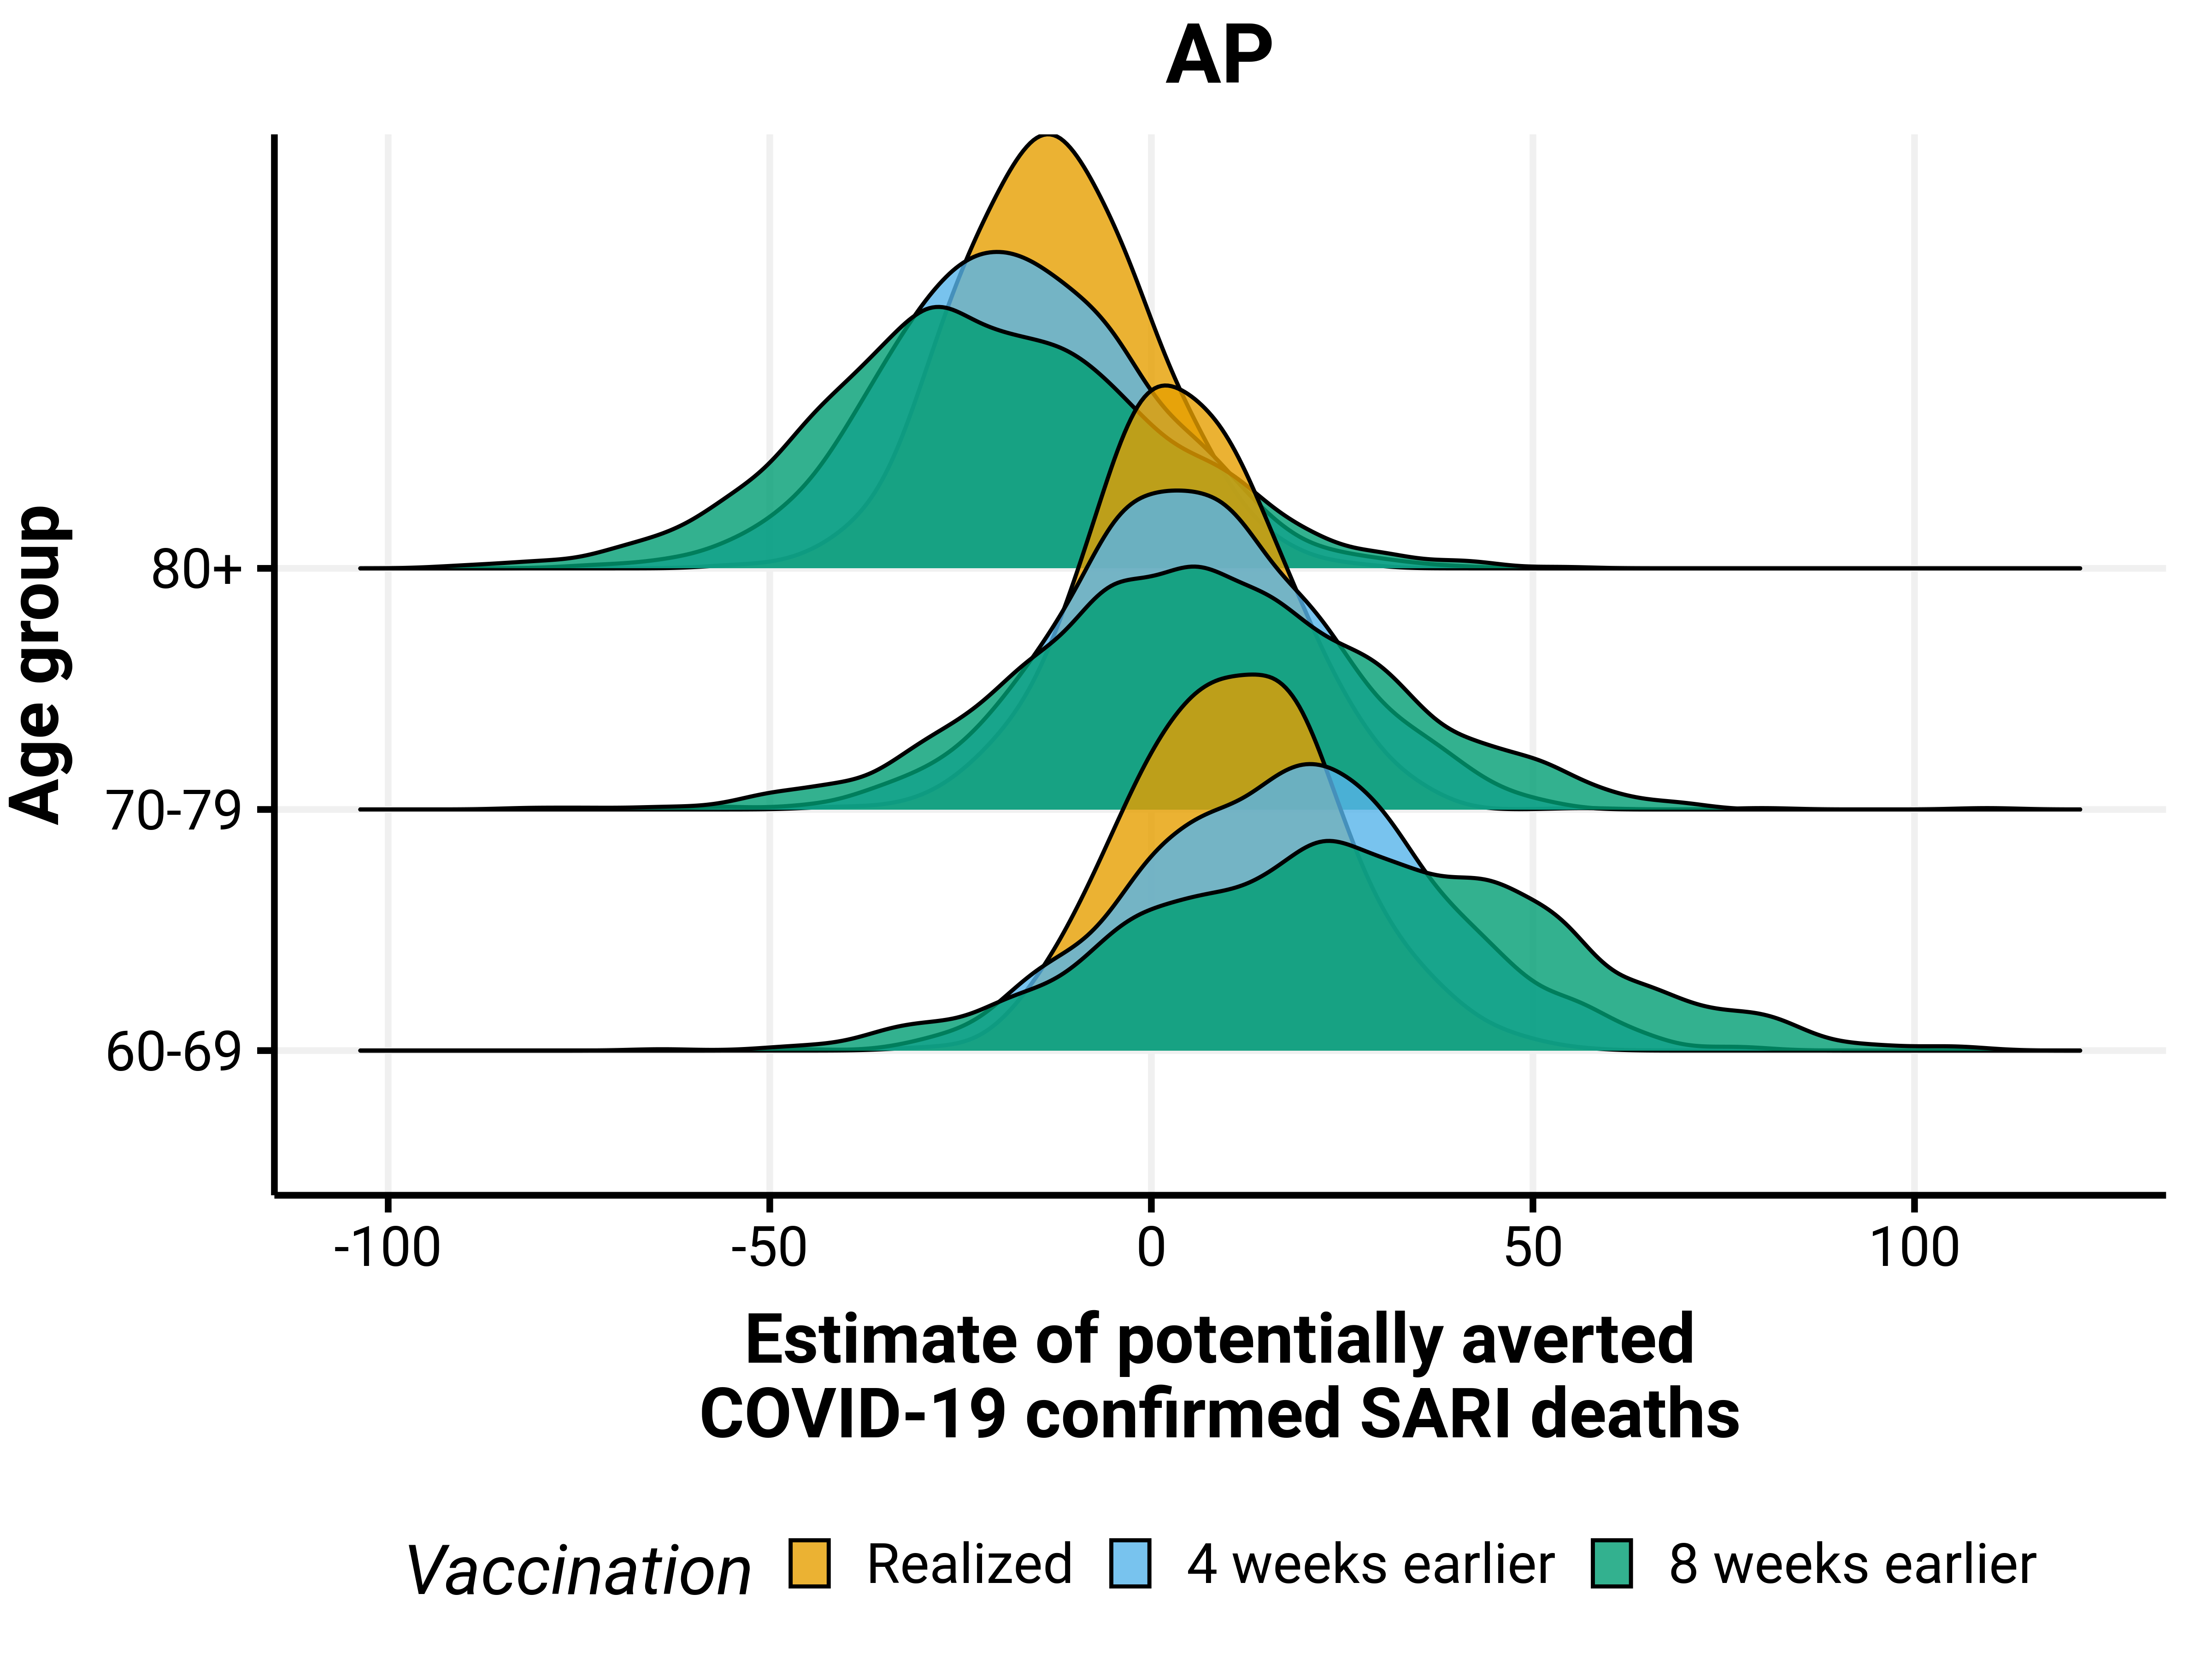 AP
Age group
80+
70-79
60-69
-100 -50 0 50 100
Estimate of potentially averted
COVID-19 confirmed SARI deaths
Vaccination Realized 4 weeks earlier 8 weeks earlier